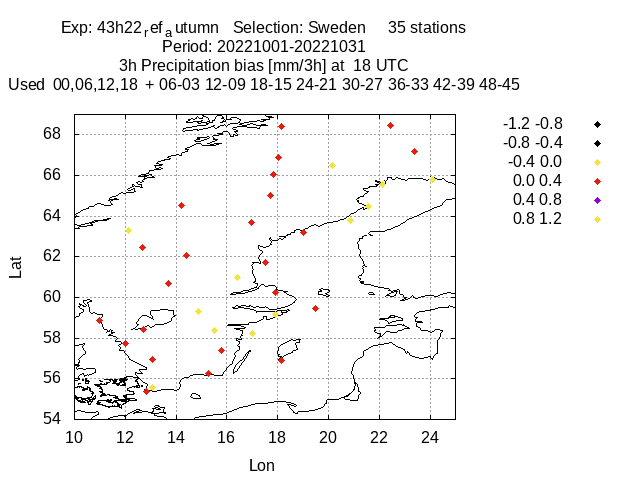 Exp: 43h22refautumn Selection: Sweden 35 stations
Period: 20221001-20221031
3h Precipitation bias [mm/3h] at 18 UTC
Used 00,06,12,18 + 06-03 12-09 18-15 24-21 30-27 36-33 42-39 48-45
-1.2 -0.8
-0.8 -0.4
-0.4 0.0
0.0 0.4
0.4 0.8
0.8 1.2
68
66
64
62
60
58
56
54
Lat
10 12 14 16 18 20 22 24
Lon